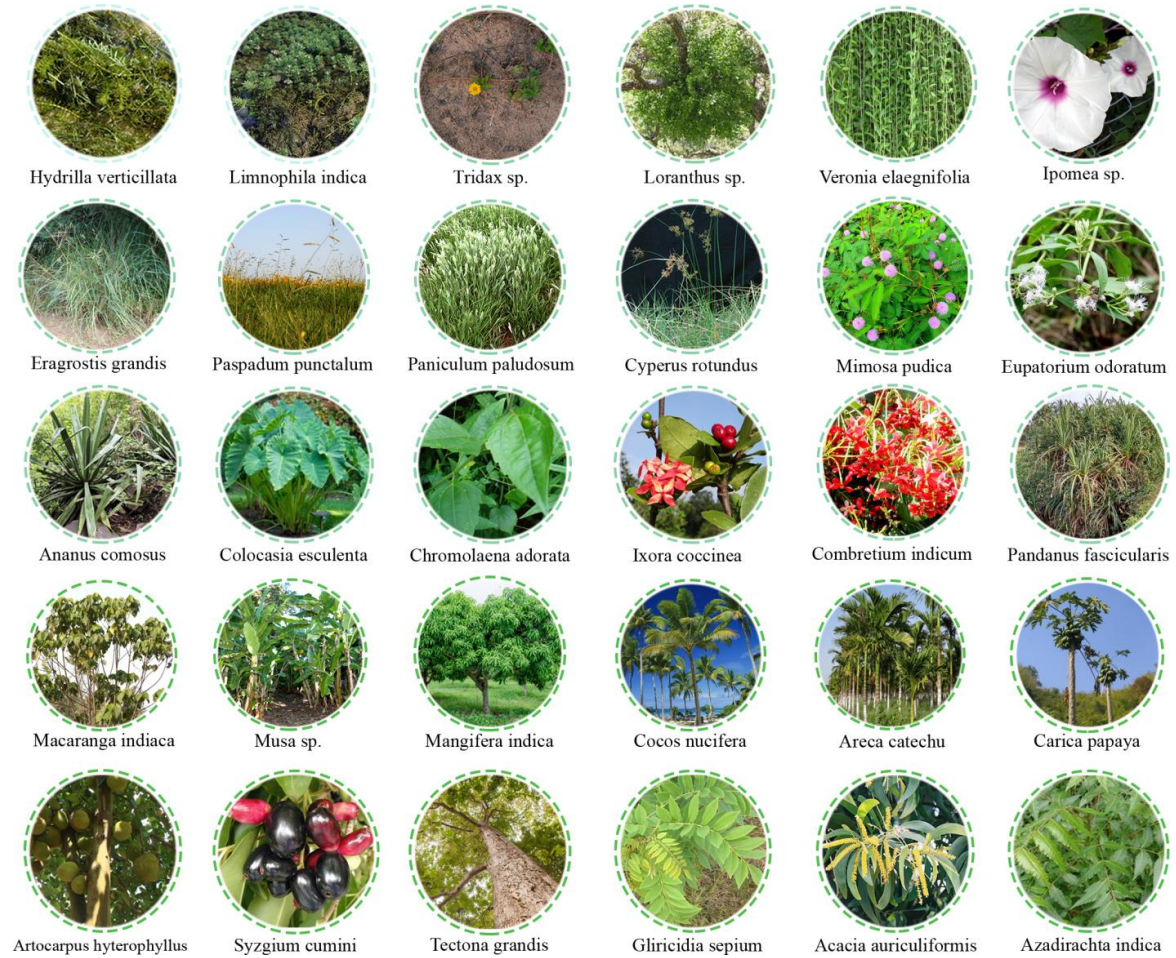 Hydrilla verticillata
Limnophila indica
Tridax sp.
Loranthus sp.
Veronia elaegnifolia
Ipomea sp.
Eragrostis grandis
Paspadum punctalum
Paniculum paludosum
Cyperus rotundus
Mimosa pudica
Eupatorium odoratum
Ananus comosus
Colocasia esculenta
Chromolaena adorata
Ixora coccinea
Combretium indicum
Pandanus fascicularis
Macaranga indiaca
Musa sp.
Mangifera indica
Cocos nucifera
Areca catechu
Carica papaya
Artocarpus hyterophyllus
Syzgium cumini
Tectona grandis
Gliricidia sepium
Acacia auriculiformis
Azadirachta indica